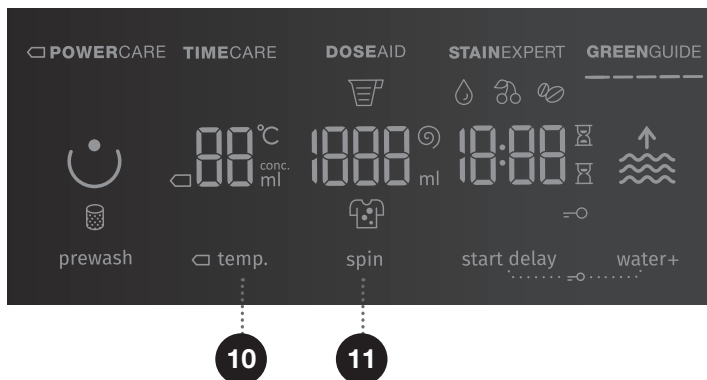 POWERCARE TIMECARE DOSEAID STAINEXPERT GREENGUIDE
88 °C conc. ml 1888 ml 18:88
prewash temp. spin start delay water+
10 11